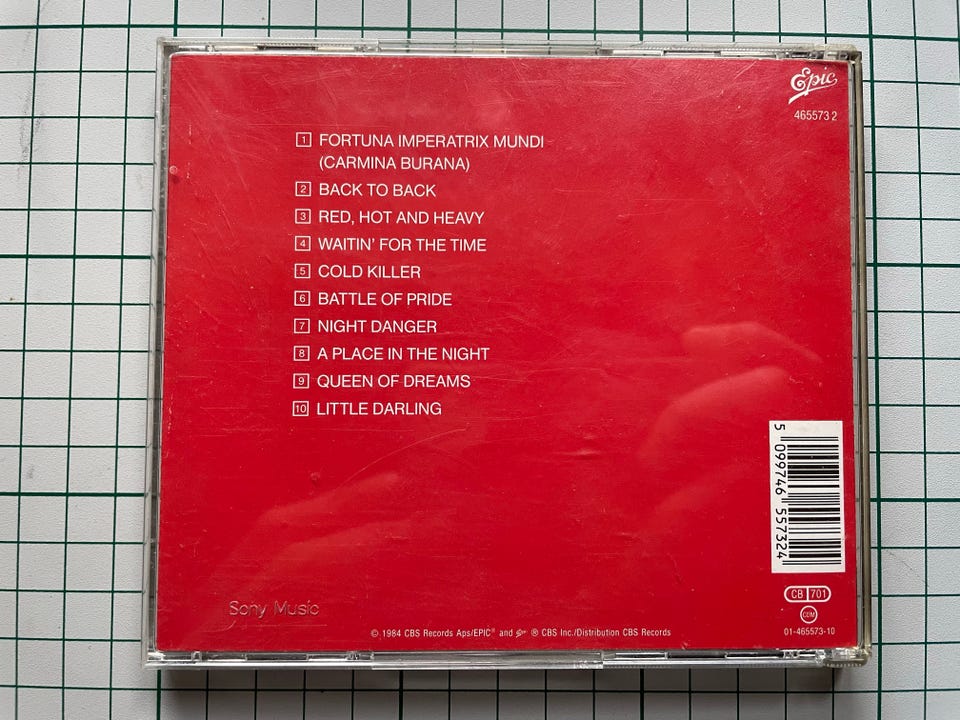 Epic
465573 2
1 FORTUNA IMPERATRIX MUNDI
(CARMINA BURANA)
2 BACK TO BACK
3 RED, HOT AND HEAVY
4 WAITIN' FOR THE TIME
5 COLD KILLER
6 BATTLE OF PRIDE
7 NIGHT DANGER
8 A PLACE IN THE NIGHT
9 QUEEN OF DREAMS
10 LITTLE DARLING
5 099746 557324
CB 701
Sony Music
© 1984 CBS Records Aps/EPIC® and Epic ® CBS Inc./Distribution CBS Records
01-465573-10